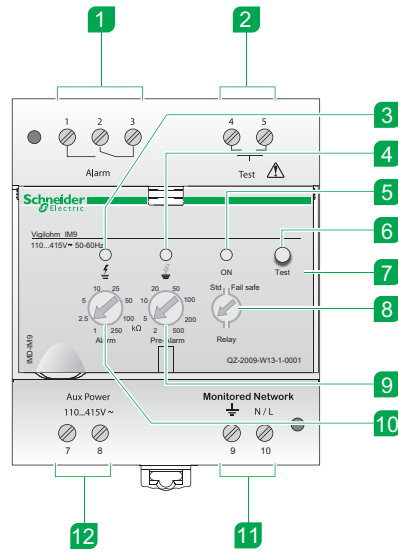 1 2
1 2 3 4 5
Alarm Test
3
4
5
6
7
8
9
10
Schneider
Electric
Vigilohm IM9
110...415V~ 50-60Hz
ON Test
Std Fail safe
10 25
5 50
2.5 100
1 250
kΩ
Alarm
20 50
10 100
5 200
2 500
Pre-Alarm
Relay
IMD-IM9
QZ-2009-W13-1-0001
Aux Power Monitored Network
110...415V ~ N / L
7 8 9 10
12 11